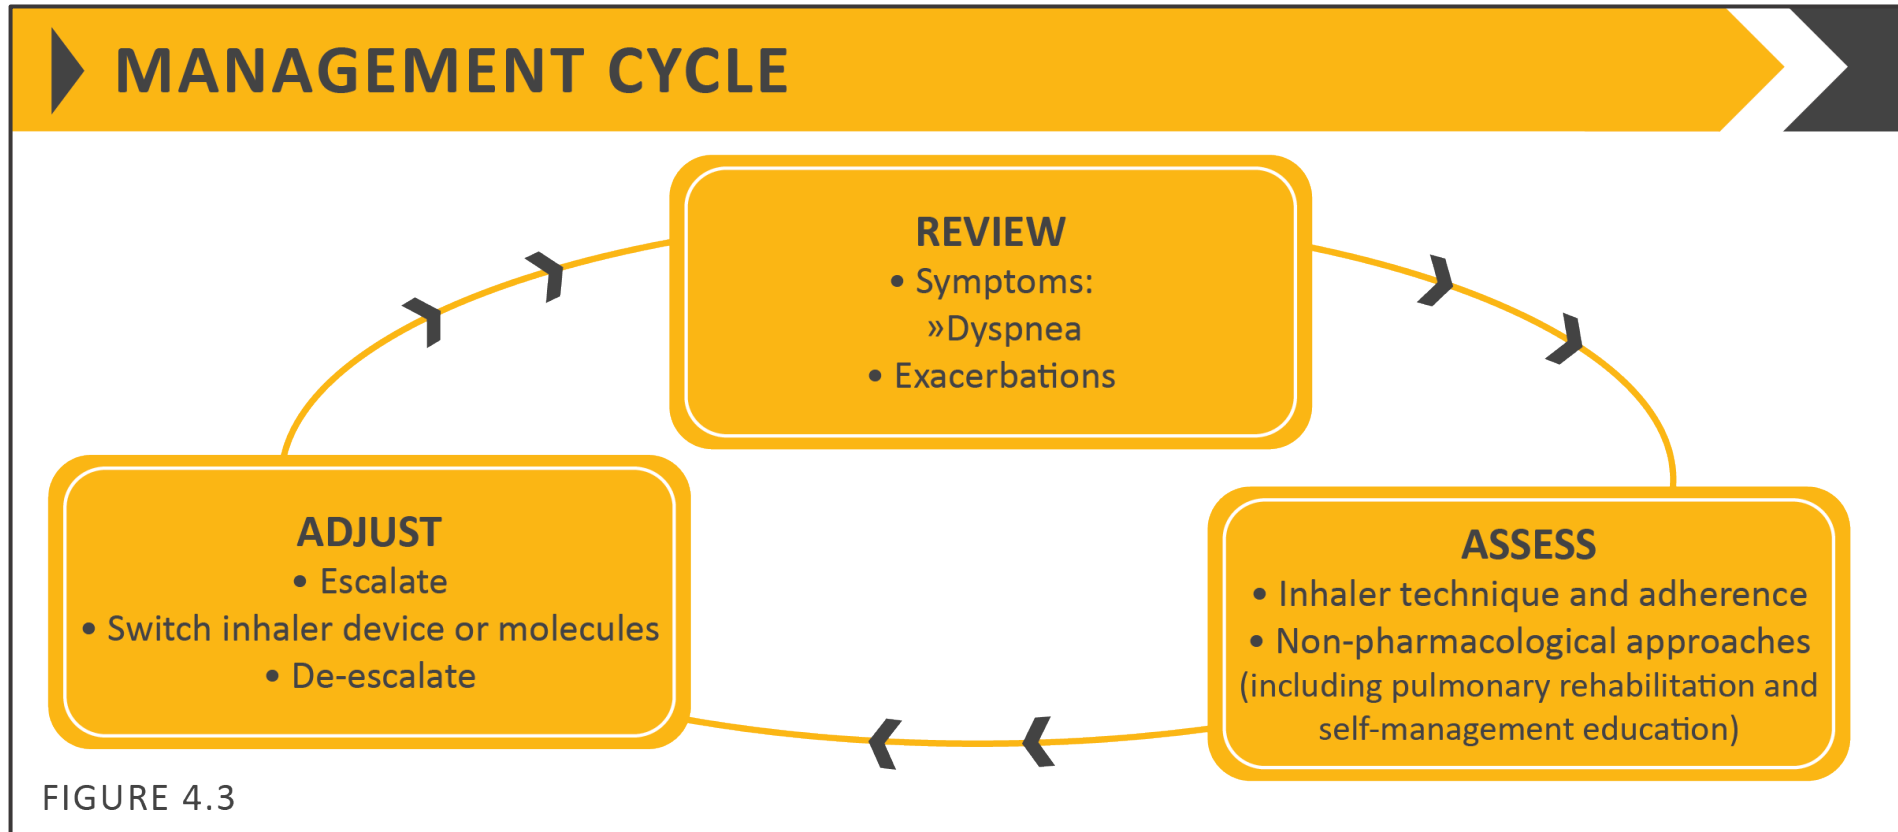 MANAGEMENT CYCLE
REVIEW
• Symptoms:
»Dyspnea
• Exacerbations
ADJUST
• Escalate
• Switch inhaler device or molecules
• De-escalate
ASSESS
• Inhaler technique and adherence
• Non-pharmacological approaches
(including pulmonary rehabilitation and
self-management education)
FIGURE 4.3